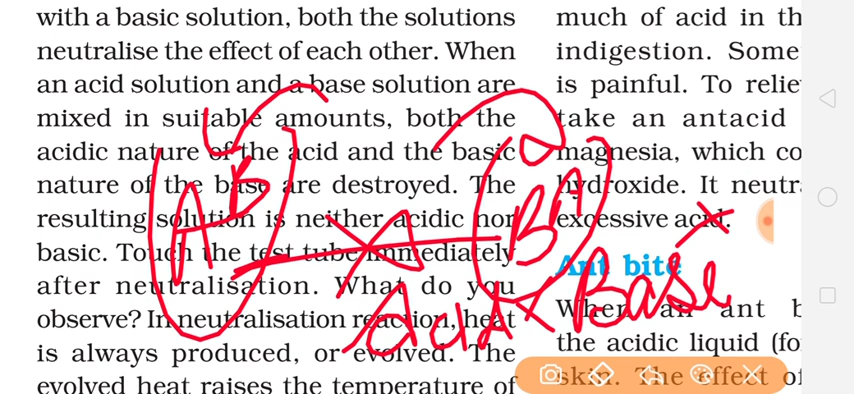 with a basic solution, both the solutions
neutralise the effect of each other. When
an acid solution and a base solution are
mixed in suitable amounts, both the
acidic nature of the acid and the basic
nature of the base are destroyed. The
resulting solution is neither acidic nor
basic. Touch the test tube immediately
after neutralisation. What do you
observe? In neutralisation reaction, heat
is always produced, or evolved. The
evolved heat raises the temperature of
much of acid in th
indigestion. Some
is painful. To relie
take an antacid
magnesia, which co
hydroxide. It neutr
excessive acid.
Ant bite
When an ant b
the acidic liquid (fo
skin. The effect of
A B
B A
Acid
Base